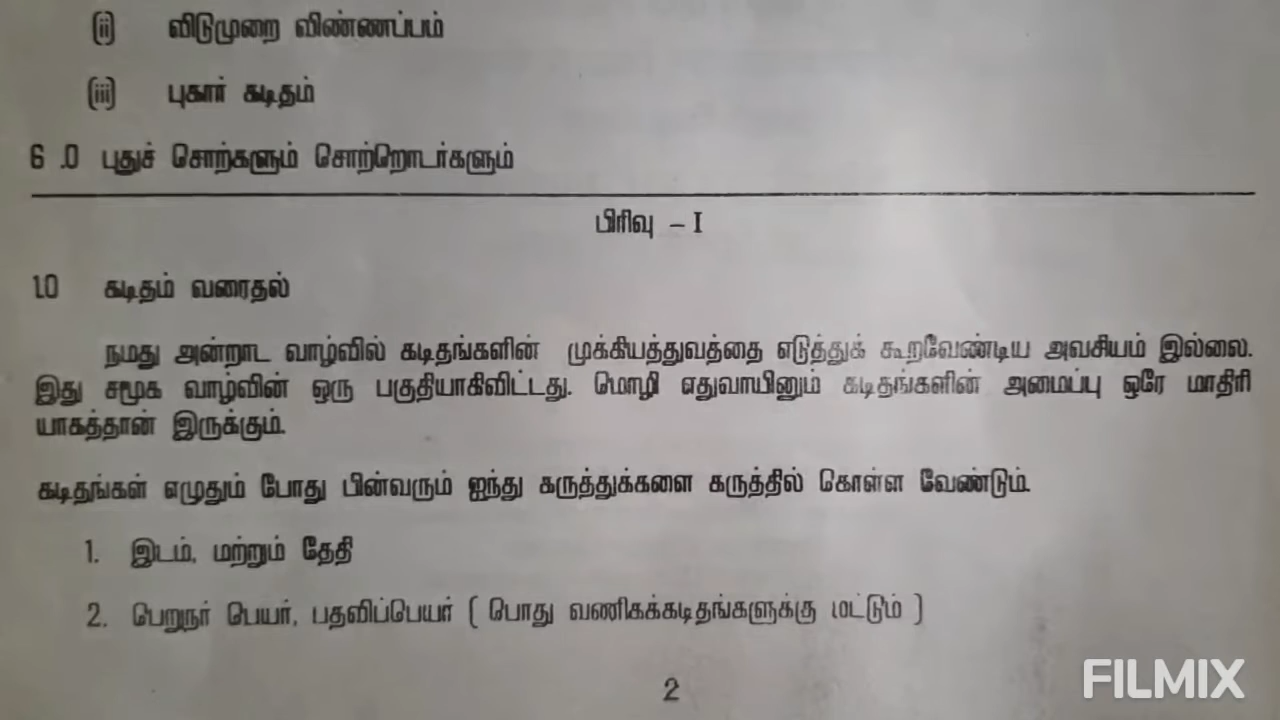 (ii) விடுமுறை விண்ணப்பம்
(iii) புகார் கடிதம்
6 .0 புதுச் சொற்களும் சொற்றொடர்களும்
பிரிவு – I
1.0 கடிதம் வரைதல்
நமது அன்றாட வாழ்வில் கடிதங்களின் முக்கியத்துவத்தை எடுத்துக் கூறவேண்டிய அவசியம் இல்லை.
இது சமூக வாழ்வின் ஒரு பகுதியாகிவிட்டது. மொழி எதுவாயினும் கடிதங்களின் அமைப்பு ஒரே மாதிரி
யாகத்தான் இருக்கும்.
கடிதங்கள் எழுதும் போது பின்வரும் ஐந்து கருத்துக்களை கருத்தில் கொள்ள வேண்டும்.
1. இடம், மற்றும் தேதி
2. பெறுநர் பெயர், பதவிப்பெயர் ( பொது வணிகக்கடிதங்களுக்கு மட்டும் )
2
FILMIX